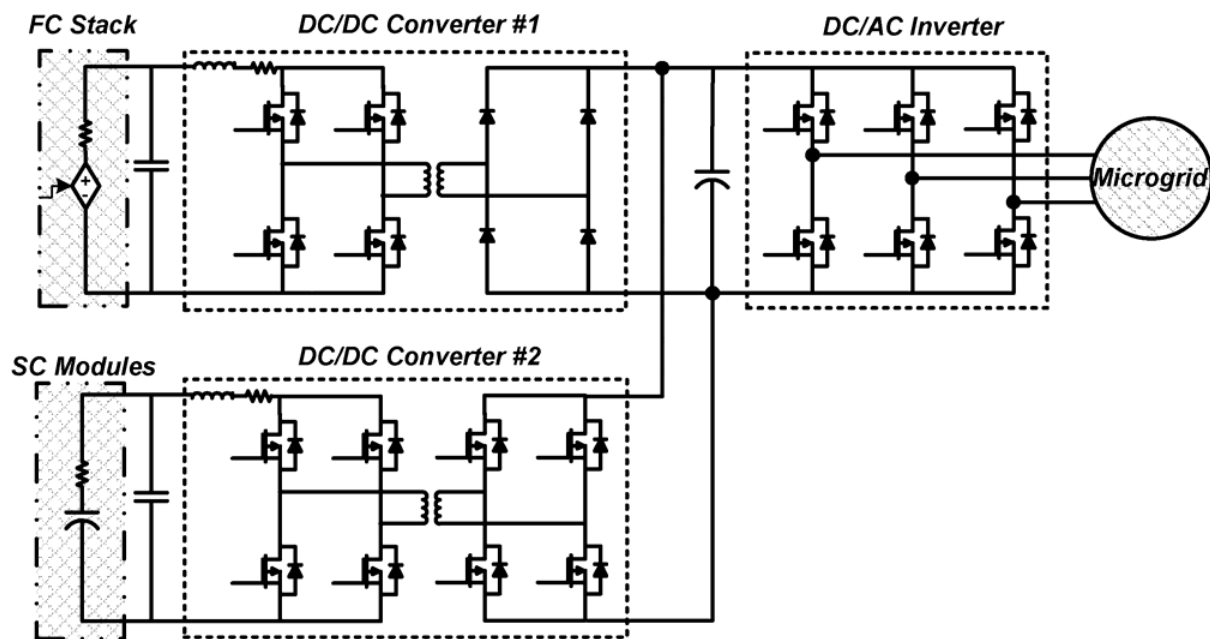 FC Stack
DC/DC Converter #1
DC/AC Inverter
+
-
Microgrid
SC Modules
DC/DC Converter #2